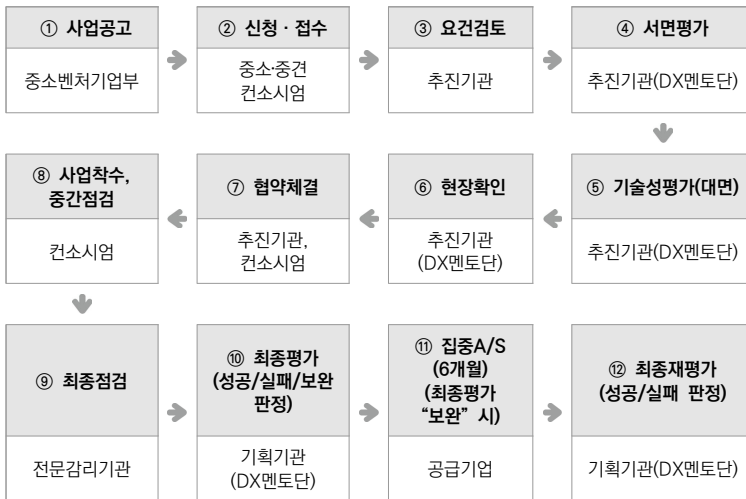 ① 사업공고
중소벤처기업부
② 신청 · 접수
중소·중견
컨소시엄
③ 요건검토
추진기관
④ 서면평가
추진기관(DX멘토단)
⑤ 기술성평가(대면)
추진기관(DX멘토단)
⑥ 현장확인
추진기관
(DX멘토단)
⑦ 협약체결
추진기관,
컨소시엄
⑧ 사업착수,
중간점검
컨소시엄
⑨ 최종점검
전문감리기관
⑩ 최종평가
(성공/실패/보완
판정)
기획기관
(DX멘토단)
⑪ 집중A/S
(6개월)
(최종평가
“보완” 시)
공급기업
⑫ 최종재평가
(성공/실패 판정)
기획기관(DX멘토단)